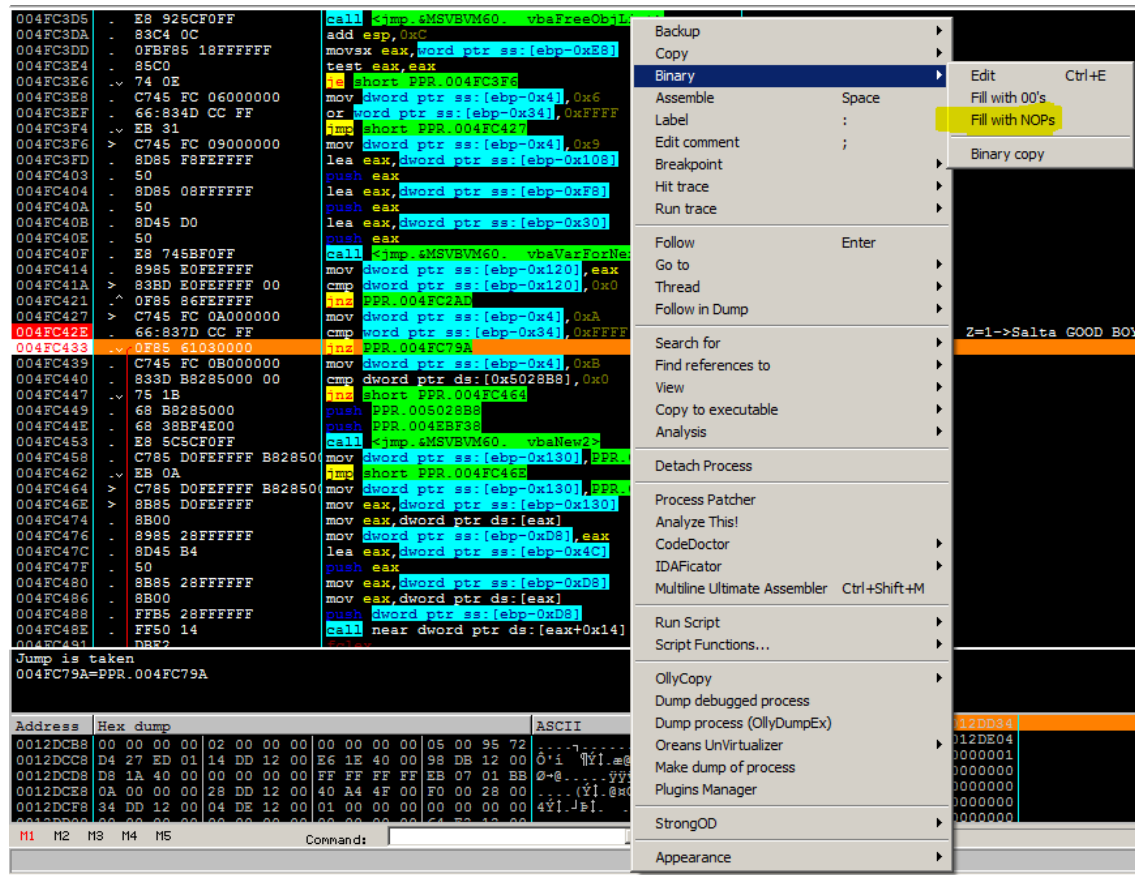 004FC3D5 . E8 925CF0FF call <jmp.&MSVBVM60.
004FC3DA . 83C4 0C add esp,0xC
004FC3DD . 0FBF85 18FFFFFF movsx eax,word ptr ss:[ebp-0xE8]
004FC3E4 . 85C0 test eax,eax
004FC3E6 .v 74 0E je short PPR.004FC3F6
004FC3E8 . C745 FC 06000000 mov dword ptr ss:[ebp-0x4],0x6
004FC3EF . 66:834D CC FF or word ptr ss:[ebp-0x34],0xFFFF
004FC3F4 .v EB 31 jmp short PPR.004FC427
004FC3F6 > C745 FC 09000000 mov dword ptr ss:[ebp-0x4],0x9
004FC3FD . 8D85 F8FEFFFF lea eax,dword ptr ss:[ebp-0x108]
004FC403 . 50 push eax
004FC404 . 8D85 08FFFFFF lea eax,dword ptr ss:[ebp-0xF8]
004FC40A . 50 push eax
004FC40B . 8D45 D0 lea eax,dword ptr ss:[ebp-0x30]
004FC40E . 50 push eax
004FC40F . E8 745BF0FF call <jmp.&MSVBVM60. vbaVarForNe
004FC414 . 8985 E0FEFFFF mov dword ptr ss:[ebp-0x120],eax
004FC41A > 83BD E0FEFFFF 00 cmp dword ptr ss:[ebp-0x120],0x0
004FC421 .^ 0F85 86FEFFFF jnz PPR.004FC2AD
004FC427 > C745 FC 0A000000 mov dword ptr ss:[ebp-0x4],0xA
004FC42E . 66:837D CC FF cmp word ptr ss:[ebp-0x34],0xFFFF Z=1->Salta GOOD BOY
004FC433 .v 0F85 61030000 jnz PPR.004FC79A
004FC439 . C745 FC 0B000000 mov dword ptr ss:[ebp-0x4],0xB
004FC440 . 833D B8285000 00 cmp dword ptr ds:[0x5028B8],0x0
004FC447 .v 75 1B jnz short PPR.004FC464
004FC449 . 68 B8285000 push PPR.005028B8
004FC44E . 68 38BF4E00 push PPR.004EBF38
004FC453 . E8 5C5CF0FF call <jmp.&MSVBVM60. vbaNew2>
004FC458 . C785 D0FEFFFF B82850 mov dword ptr ss:[ebp-0x130],PPR.
004FC462 .v EB 0A jmp short PPR.004FC46E
004FC464 > C785 D0FEFFFF B82850 mov dword ptr ss:[ebp-0x130],PPR.
004FC46E > 8B85 D0FEFFFF mov eax,dword ptr ss:[ebp-0x130]
004FC474 . 8B00 mov eax,dword ptr ds:[eax]
004FC476 . 8985 28FFFFFF mov dword ptr ss:[ebp-0xD8],eax
004FC47C . 8D45 B4 lea eax,dword ptr ss:[ebp-0x4C]
004FC47F . 50 push eax
004FC480 . 8B85 28FFFFFF mov eax,dword ptr ss:[ebp-0xD8]
004FC486 . 8B00 mov eax,dword ptr ds:[eax]
004FC488 . FFB5 28FFFFFF push dword ptr ss:[ebp-0xD8]
004FC48E . FF50 14 call near dword ptr ds:[eax+0x14]
004FC491 . DBE2 fclex
Jump is taken
004FC79A=PPR.004FC79A
Address Hex dump ASCII
0012DCB8 00 00 00 00 02 00 00 00 00 00 00 00 05 00 95 72
0012DCC8 D4 27 ED 01 14 DD 12 00 E6 1E 40 00 98 DB 12 00
0012DCD8 D8 1A 40 00 00 00 00 00 FF FF FF FF EB 07 01 BB
0012DCE8 0A 00 00 00 28 DD 12 00 40 A4 4F 00 F0 00 28 00
0012DCF8 34 DD 12 00 04 DE 12 00 01 00 00 00 00 00 00 00
12DD34
012DE04
0000001
0000000
0000000
0000000
0000000
M1 M2 M3 M4 M5 Command:
Backup
Copy
Binary
Assemble Space
Label :
Edit comment ;
Breakpoint
Hit trace
Run trace
Follow Enter
Go to
Thread
Follow in Dump
Search for
Find references to
View
Copy to executable
Analysis
Detach Process
Process Patcher
Analyze This!
CodeDoctor
IDAFicator
Multiline Ultimate Assembler Ctrl+Shift+M
Run Script
Script Functions...
OllyCopy
Dump debugged process
Dump process (OllyDumpEx)
Oreans UnVirtualizer
Make dump of process
Plugins Manager
StrongOD
Appearance
Edit Ctrl+E
Fill with 00's
Fill with NOPs
Binary copy